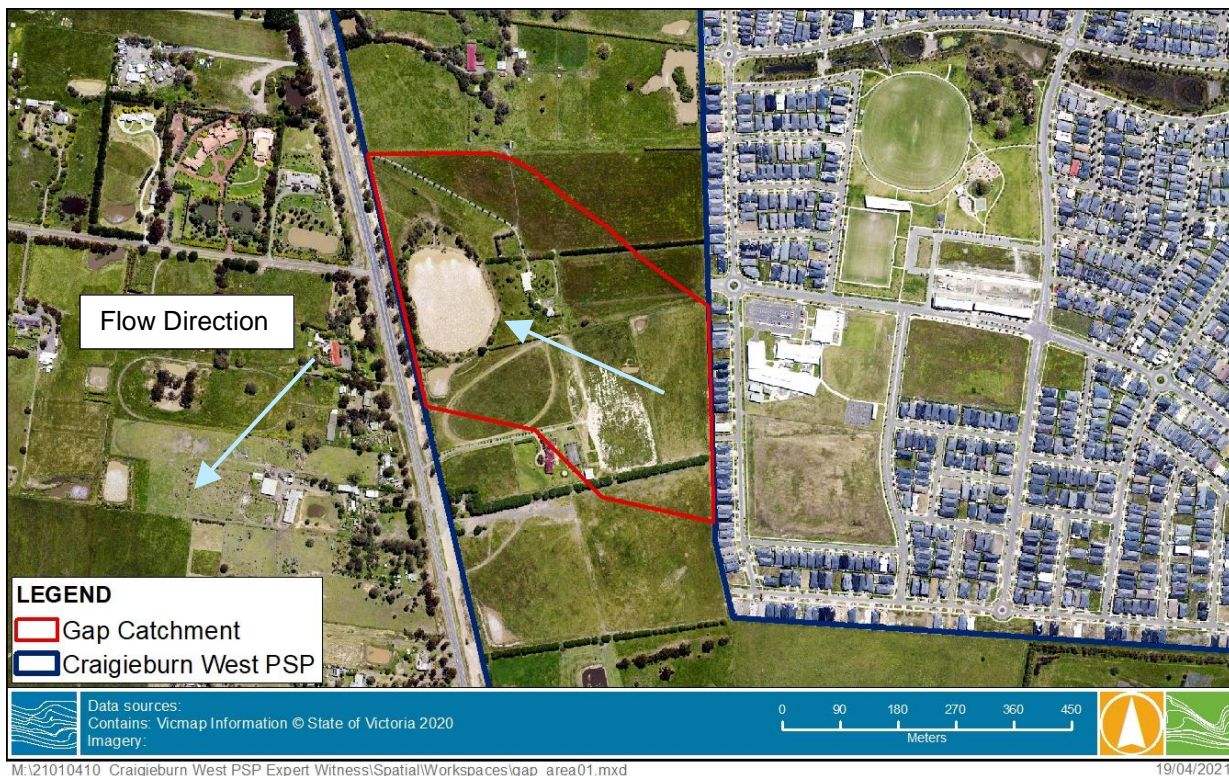 Flow Direction
LEGEND
Gap Catchment
Craigieburn West PSP
Data sources:
Contains: Vicmap Information © State of Victoria 2020
Imagery:
0 90 180 270 360 450
Meters
M:\21010410_Craigieburn West PSP Expert Witness\Spatial\Workspaces\gap_area01.mxd
19/04/2021